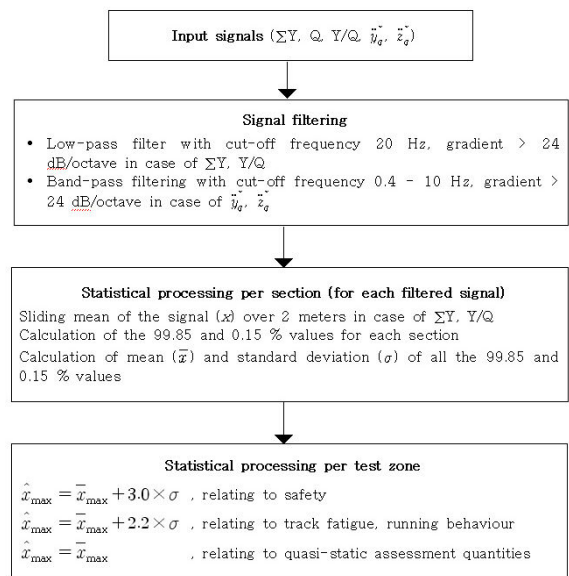 Input signals (∑Y, Q, Y/Q, ÿ*q, z̈*q)
Signal filtering
• Low-pass filter with cut-off frequency 20 Hz, gradient > 24
dB/octave in case of ∑Y, Y/Q
• Band-pass filtering with cut-off frequency 0.4 - 10 Hz, gradient >
24 dB/octave in case of ÿ*q, z̈*q
Statistical processing per section (for each filtered signal)
Sliding mean of the signal (x) over 2 meters in case of ∑Y, Y/Q
Calculation of the 99.85 and 0.15 % values for each section
Calculation of mean (x̅) and standard deviation (σ) of all the 99.85 and
0.15 % values
Statistical processing per test zone
x̂max = x̅max + 3.0 × σ , relating to safety
x̂max = x̅max + 2.2 × σ , relating to track fatigue, running behaviour
x̂max = x̅max , relating to quasi-static assessment quantities